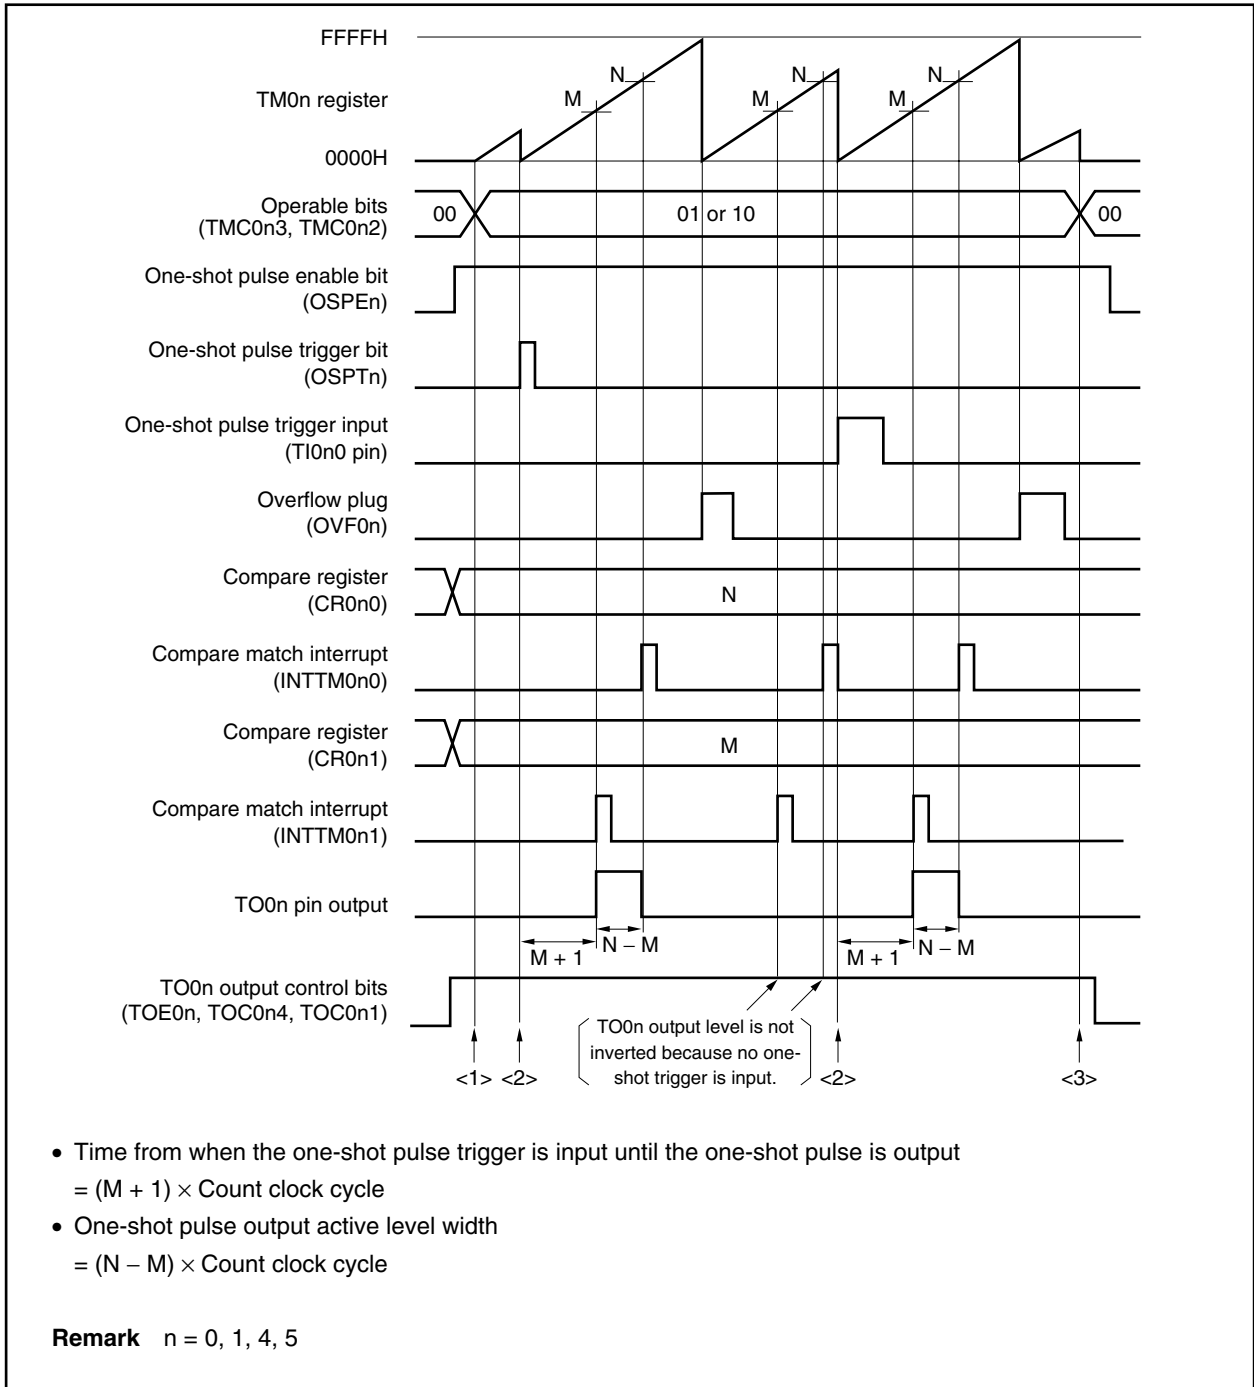 FFFFH
N
N
N
TM0n register
M
M
M
0000H
Operable bits
(TMC0n3, TMC0n2)
00
01 or 10
00
One-shot pulse enable bit
(OSPEn)
One-shot pulse trigger bit
(OSPTn)
One-shot pulse trigger input
(TI0n0 pin)
Overflow plug
(OVF0n)
Compare register
(CR0n0)
N
Compare match interrupt
(INTTM0n0)
Compare register
(CR0n1)
M
Compare match interrupt
(INTTM0n1)
TO0n pin output
M + 1
N – M
M + 1
N – M
TO0n output control bits
(TOE0n, TOC0n4, TOC0n1)
TO0n output level is not
inverted because no one-
shot trigger is input.
<1> <2> <2> <3>
• Time from when the one-shot pulse trigger is input until the one-shot pulse is output
= (M + 1) × Count clock cycle
• One-shot pulse output active level width
= (N – M) × Count clock cycle
Remark n = 0, 1, 4, 5